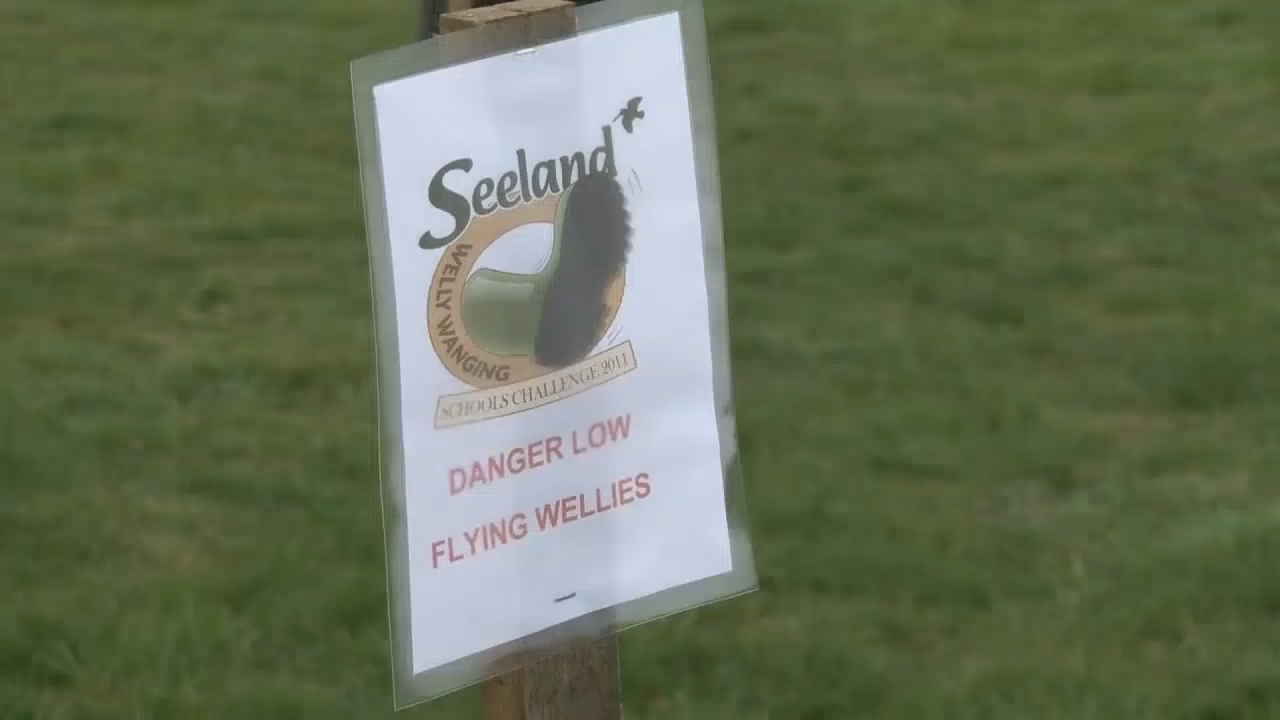 Seeland
WELLY WANGING
SCHOOLS CHALLENGE 2011
DANGER LOW
FLYING WELLIES